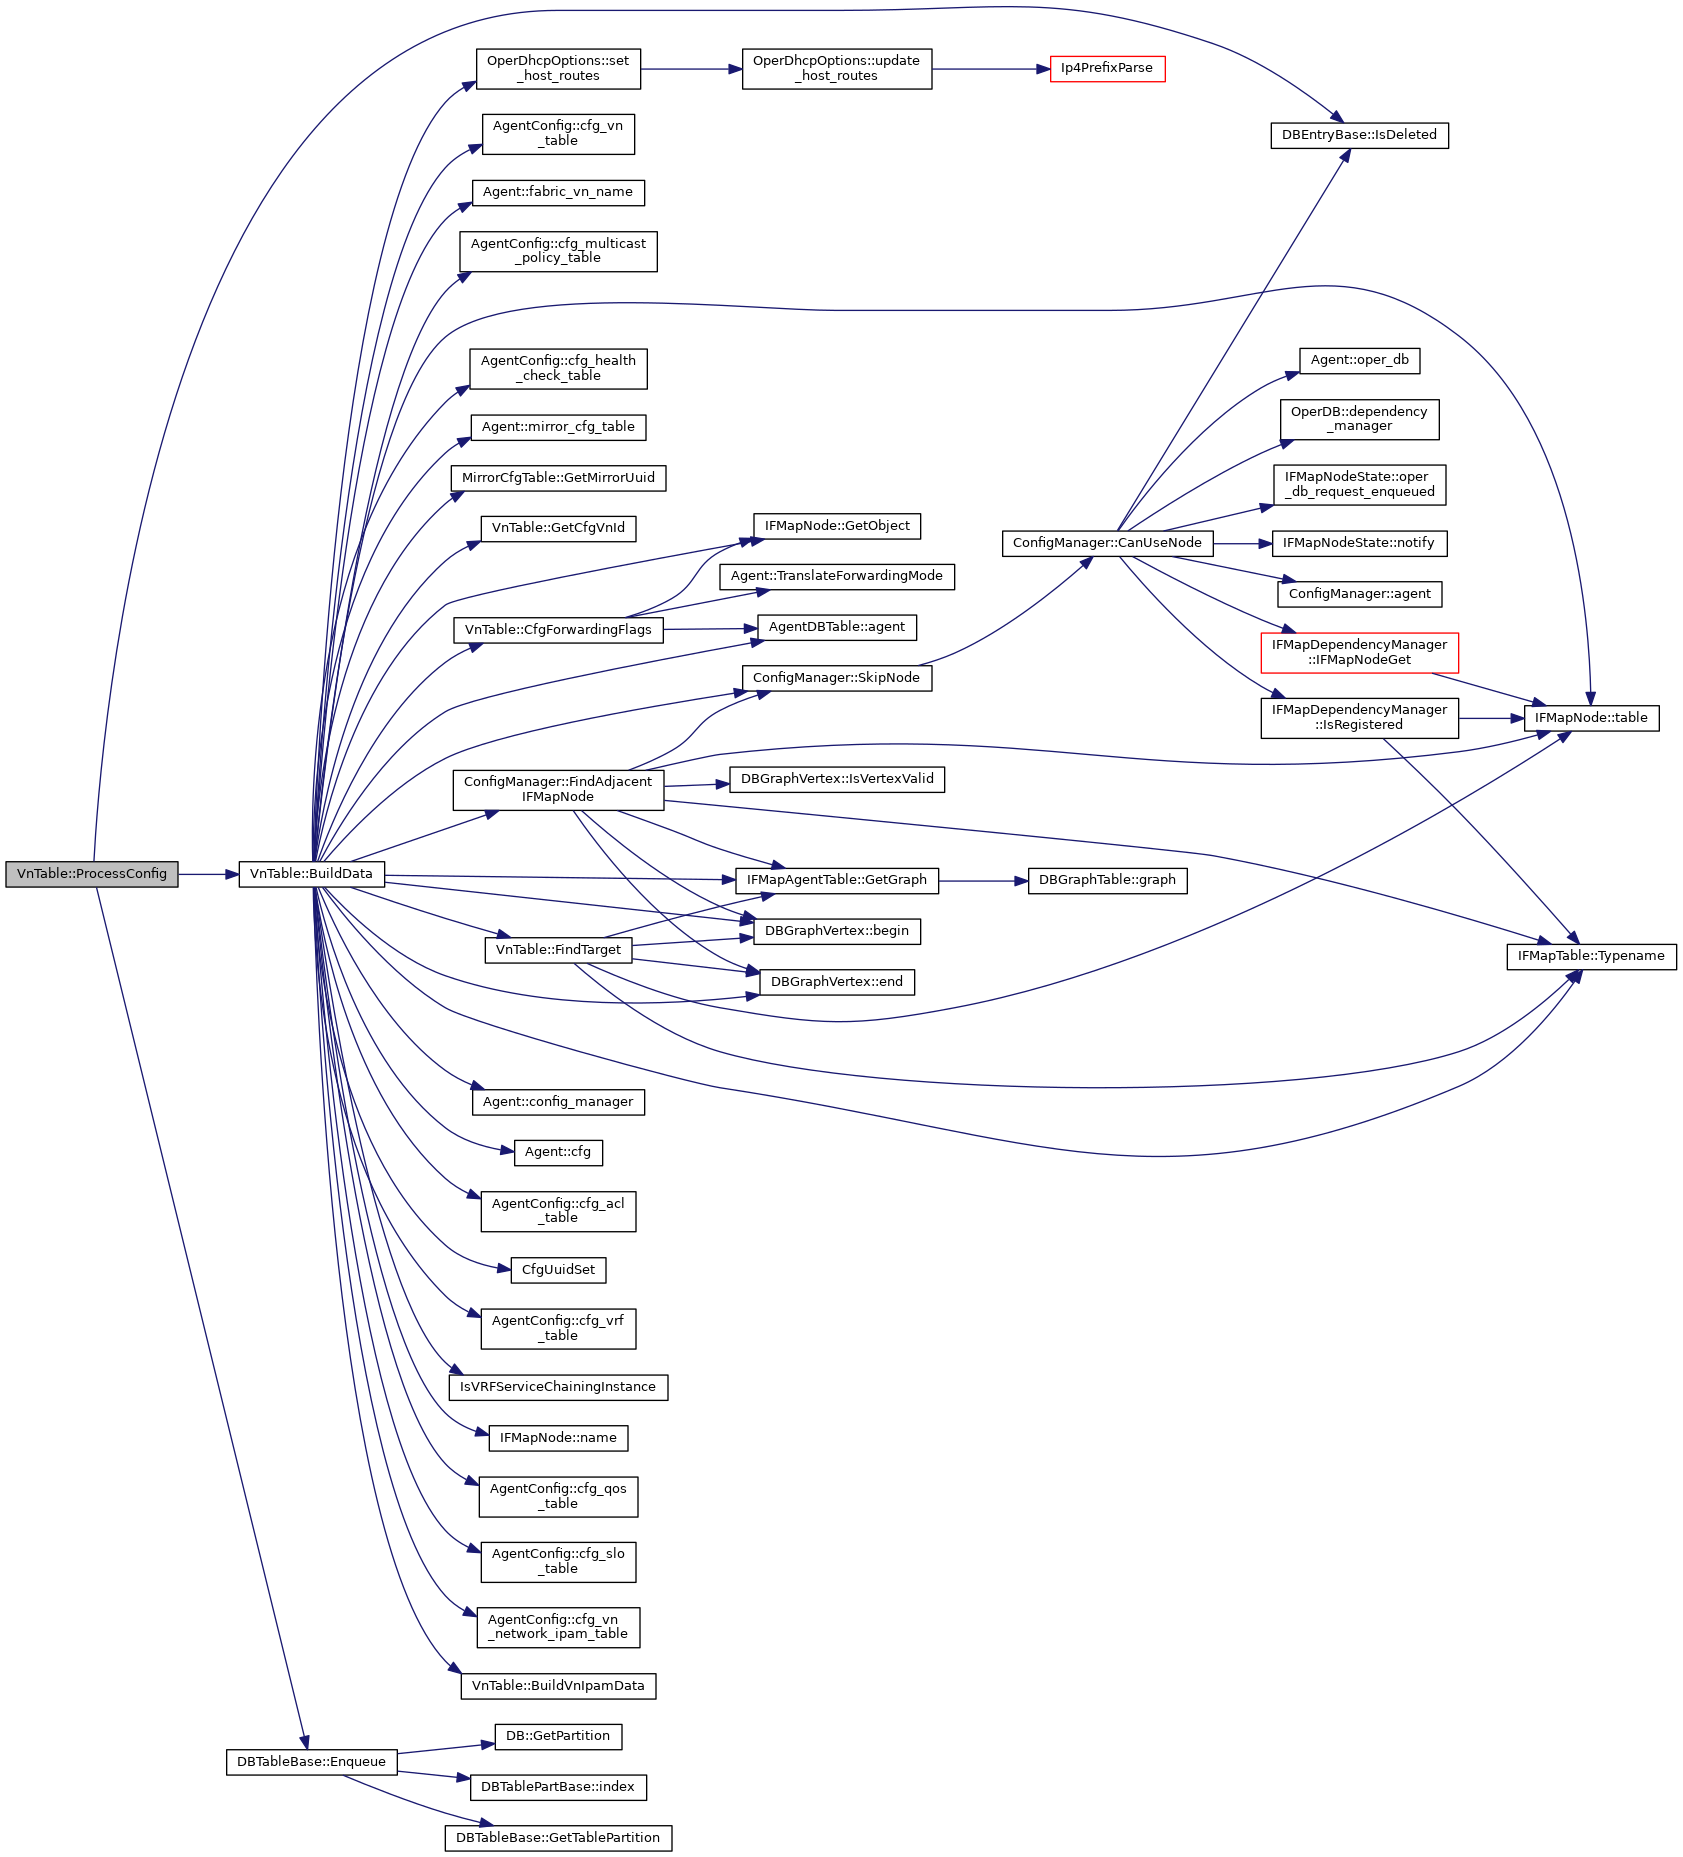 OperDhcpOptions::set
_host_routes
OperDhcpOptions::update
_host_routes
Ip4PrefixParse
AgentConfig::cfg_vn
_table
DBEntryBase::IsDeleted
Agent::fabric_vn_name
AgentConfig::cfg_multicast
_policy_table
AgentConfig::cfg_health
_check_table
Agent::oper_db
Agent::mirror_cfg_table
OperDB::dependency
_manager
MirrorCfgTable::GetMirrorUuid
IFMapNodeState::oper
_db_request_enqueued
VnTable::GetCfgVnId
IFMapNode::GetObject
ConfigManager::CanUseNode
IFMapNodeState::notify
Agent::TranslateForwardingMode
ConfigManager::agent
VnTable::CfgForwardingFlags
AgentDBTable::agent
IFMapDependencyManager
::IFMapNodeGet
ConfigManager::SkipNode
IFMapDependencyManager
::IsRegistered
IFMapNode::table
ConfigManager::FindAdjacent
IFMapNode
DBGraphVertex::IsVertexValid
VnTable::ProcessConfig
VnTable::BuildData
IFMapAgentTable::GetGraph
DBGraphTable::graph
DBGraphVertex::begin
VnTable::FindTarget
IFMapTable::Typename
DBGraphVertex::end
Agent::config_manager
Agent::cfg
AgentConfig::cfg_acl
_table
CfgUuidSet
AgentConfig::cfg_vrf
_table
IsVRFServiceChainingInstance
IFMapNode::name
AgentConfig::cfg_qos
_table
AgentConfig::cfg_slo
_table
AgentConfig::cfg_vn
_network_ipam_table
VnTable::BuildVnIpamData
DB::GetPartition
DBTableBase::Enqueue
DBTablePartBase::index
DBTableBase::GetTablePartition